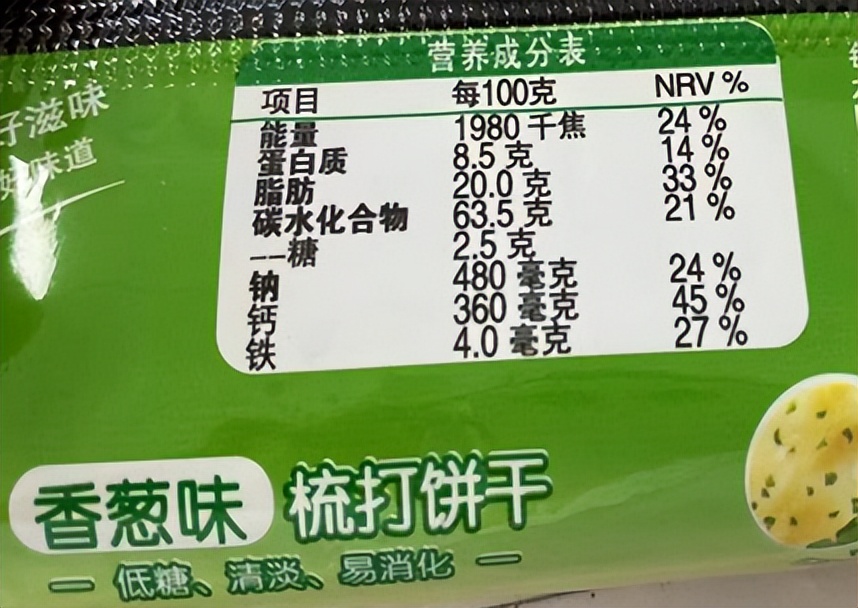 营养成分表
项目 每100克 NRV %
能量 1980 千焦 24 %
蛋白质 8.5 克 14 %
脂肪 20.0 克 33 %
碳水化合物 63.5 克 21 %
--糖 2.5 克
钠 480 毫克 24 %
钙 360 毫克 45 %
铁 4.0 毫克 27 %
好滋味
好味道
香葱味 梳打饼干
— 低糖、清淡、易消化 —